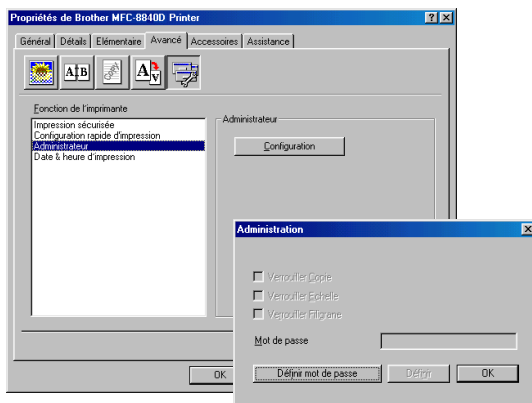 Propriétés de Brother MFC-8840D Printer
Général Détails Elémentaire Avancé Accessoires Assistance
A B
A V
Fonction de l'imprimante
Impression sécurisée
Configuration rapide d'impression
Administrateur
Date & heure d'impression
Administrateur
Configuration
OK
Administration
Verrouiller Copie
Verrouiller Echelle
Verrouiller Filigrane
Mot de passe
Définir mot de passe Définir OK